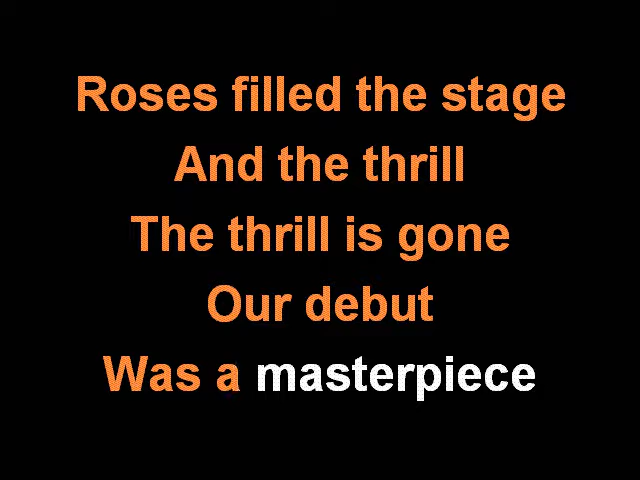 Roses filled the stage
And the thrill
The thrill is gone
Our debut
Was a masterpiece